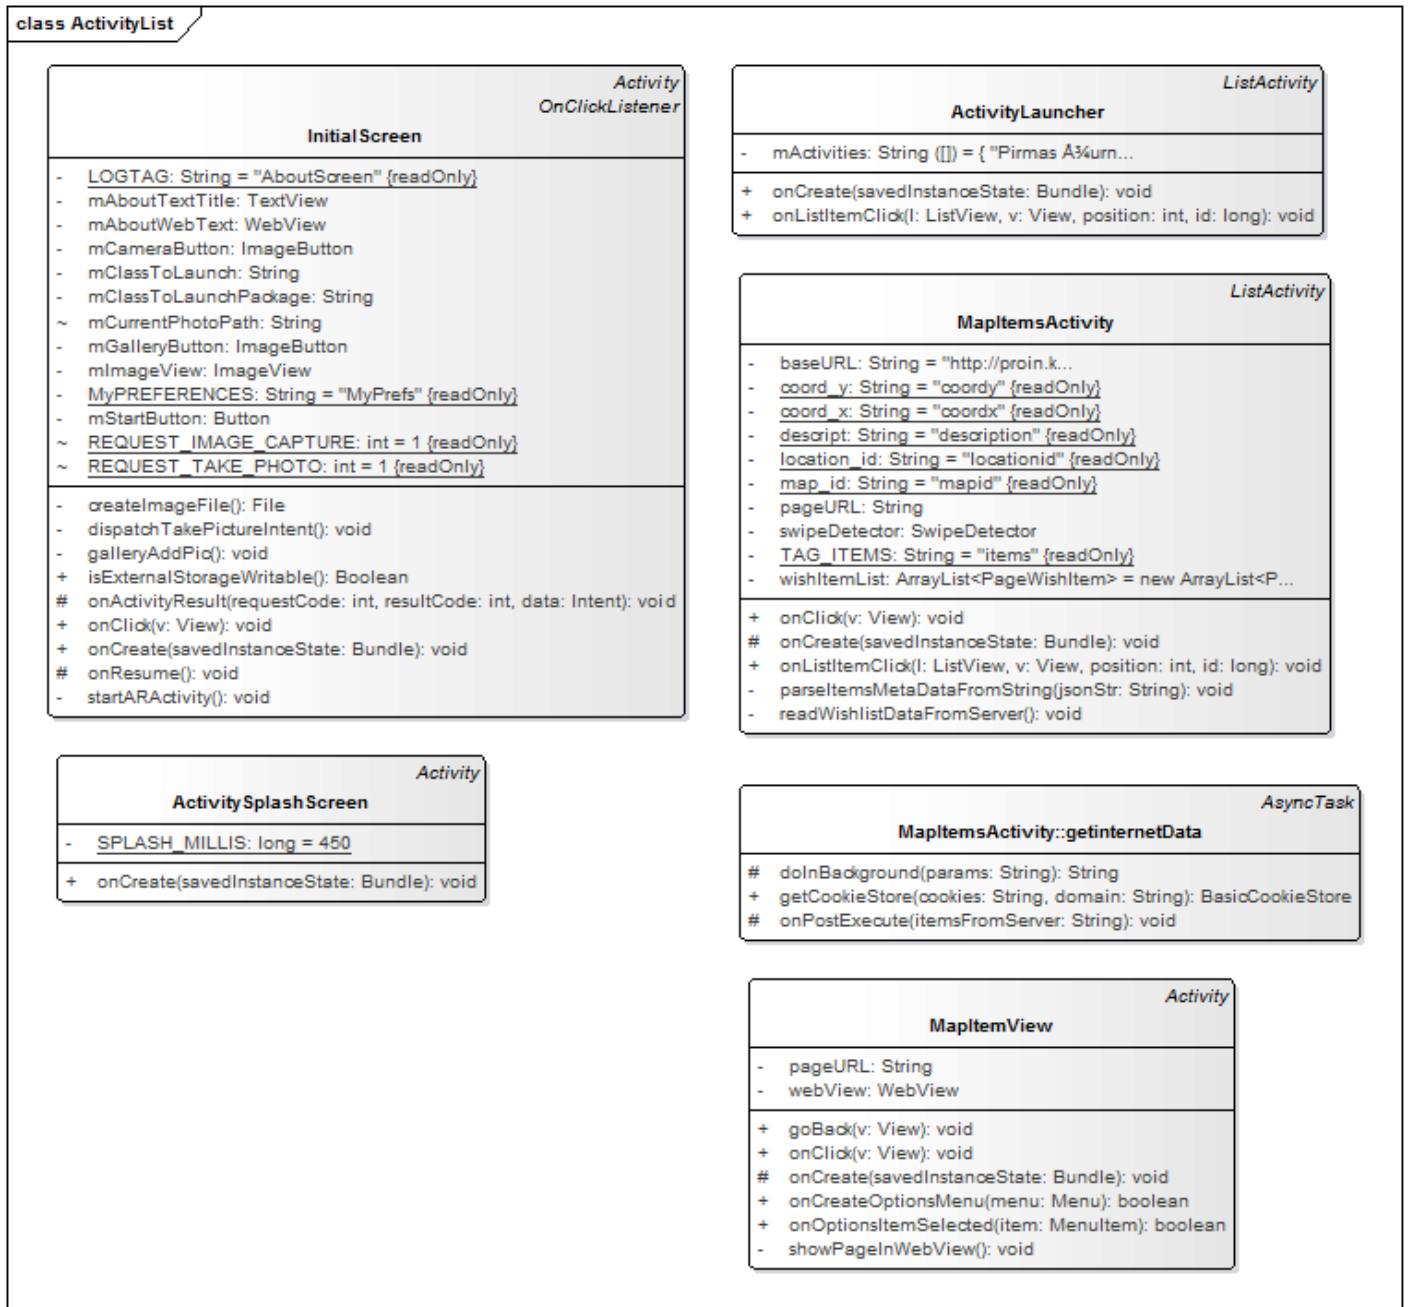 class ActivityList
Activity
OnClickListener
InitialScreen
- LOGTAG: String = "AboutScreen" {readOnly}
- mAboutTextTitle: TextView
- mAboutWebText: WebView
- mCameraButton: ImageButton
- mClassToLaunch: String
- mClassToLaunchPackage: String
~ mCurrentPhotoPath: String
- mGalleryButton: ImageButton
- mImageView: ImageView
- MyPREFERENCES: String = "MyPrefs" {readOnly}
- mStartButton: Button
~ REQUEST_IMAGE_CAPTURE: int = 1 {readOnly}
~ REQUEST_TAKE_PHOTO: int = 1 {readOnly}
- createImageFile(): File
- dispatchTakePictureIntent(): void
- galleryAddPic(): void
+ isExternalStorageWritable(): Boolean
# onActivityResult(requestCode: int, resultCode: int, data: Intent): void
+ onClick(v: View): void
+ onCreate(savedInstanceState: Bundle): void
# onResume(): void
- startARActivity(): void
Activity
ActivitySplashScreen
- SPLASH_MILLIS: long = 450
+ onCreate(savedInstanceState: Bundle): void
ListActivity
ActivityLauncher
- mActivities: String ([]) = { "Pirmas Å¾urn...
+ onCreate(savedInstanceState: Bundle): void
+ onListItemClick(l: ListView, v: View, position: int, id: long): void
ListActivity
MapItemsActivity
- baseURL: String = "http://proin.k...
- coord_y: String = "coordy" {readOnly}
- coord_x: String = "coordx" {readOnly}
- descript: String = "description" {readOnly}
- location_id: String = "locationid" {readOnly}
- map_id: String = "mapid" {readOnly}
- pageURL: String
- swipeDetector: SwipeDetector
- TAG_ITEMS: String = "items" {readOnly}
- wishItemList: ArrayList<PageWishItem> = new ArrayList<P...
+ onClick(v: View): void
# onCreate(savedInstanceState: Bundle): void
+ onListItemClick(l: ListView, v: View, position: int, id: long): void
- parseItemsMetaDataFromString(jsonStr: String): void
- readWishlistDataFromServer(): void
AsyncTask
MapItemsActivity::getinternetData
# doInBackground(params: String): String
+ getCookieStore(cookies: String, domain: String): BasicCookieStore
# onPostExecute(itemsFromServer: String): void
Activity
MapItemView
- pageURL: String
- webView: WebView
+ goBack(v: View): void
+ onClick(v: View): void
# onCreate(savedInstanceState: Bundle): void
+ onCreateOptionsMenu(menu: Menu): boolean
+ onOptionsItemSelected(item: MenuItem): boolean
- showPageInWebView(): void